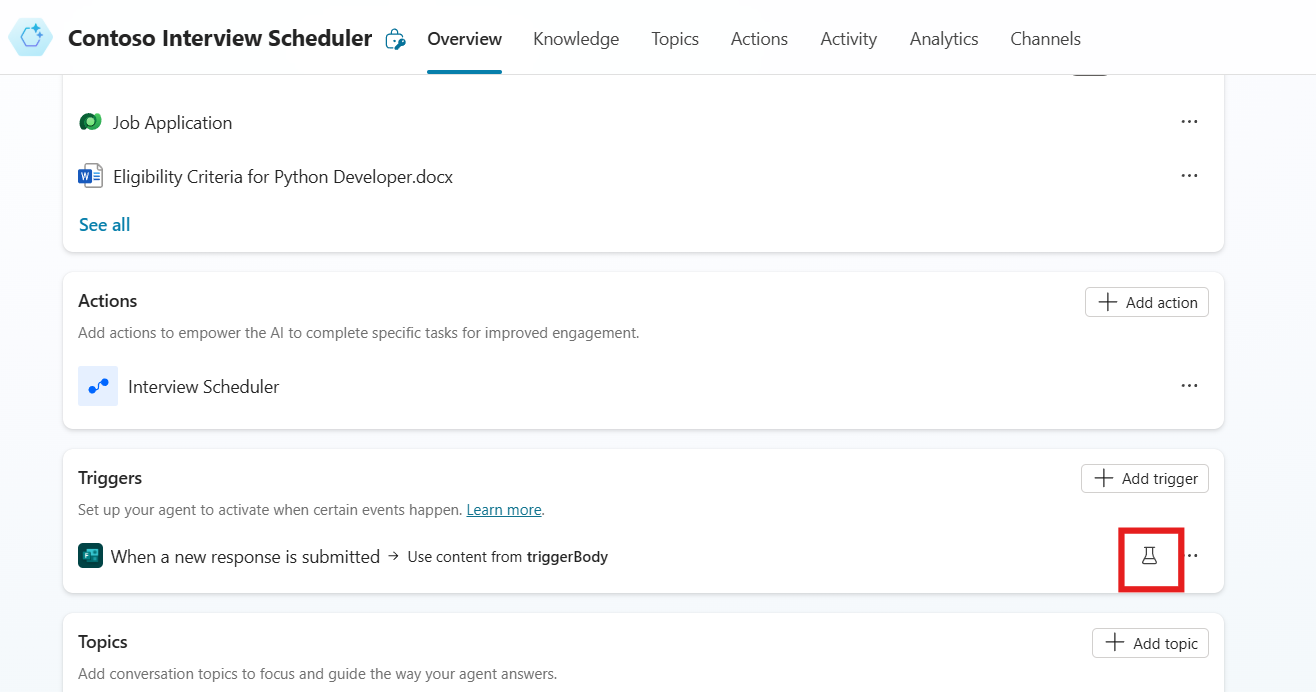 Contoso Interview Scheduler Overview Knowledge Topics Actions Activity Analytics Channels
Job Application
Eligibility Criteria for Python Developer.docx
See all
Actions
Add action
Add actions to empower the AI to complete specific tasks for improved engagement.
Interview Scheduler
Triggers
Add trigger
Set up your agent to activate when certain events happen. Learn more.
When a new response is submitted → Use content from triggerBody
Topics
Add topic
Add conversation topics to focus and guide the way your agent answers.